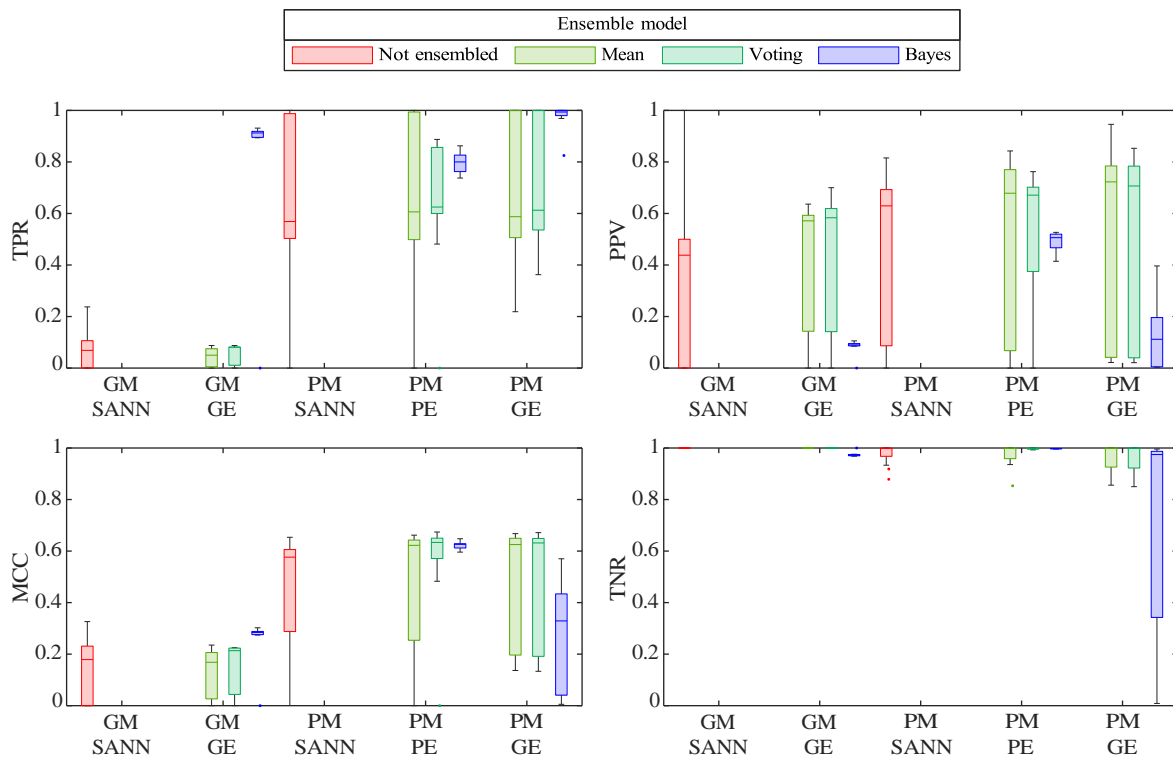 Ensemble model
Not ensembled Mean Voting Bayes
1
0.8
0.6
0.4
0.2
0
TPR
GM SANN
GM GE
PM SANN
PM PE
PM GE
1
0.8
0.6
0.4
0.2
0
PPV
GM SANN
GM GE
PM SANN
PM PE
PM GE
1
0.8
0.6
0.4
0.2
0
MCC
GM SANN
GM GE
PM SANN
PM PE
PM GE
1
0.8
0.6
0.4
0.2
0
TNR
GM SANN
GM GE
PM SANN
PM PE
PM GE